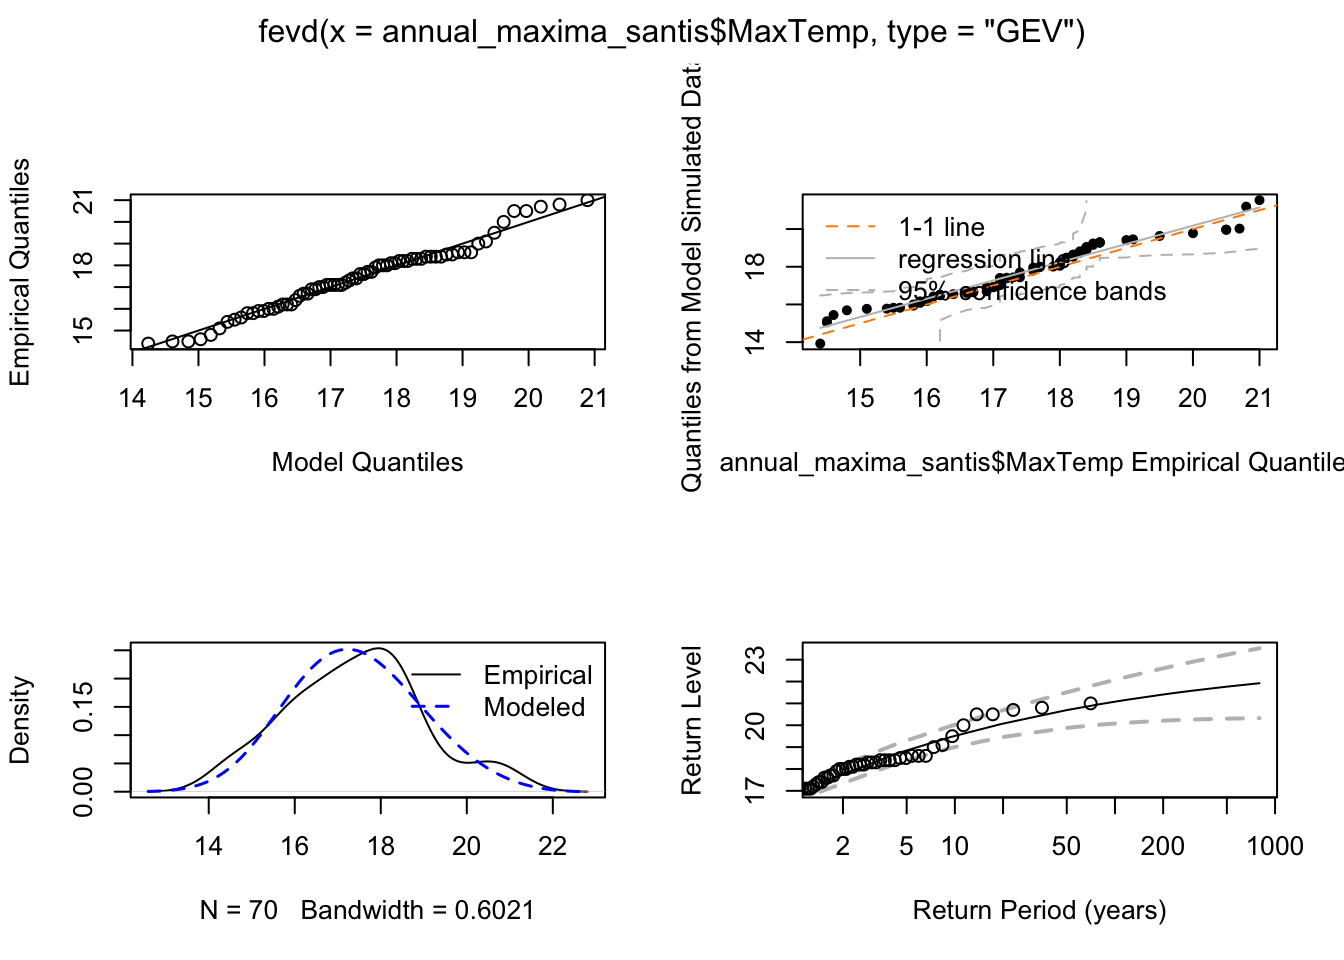 fevd(x = annual_maxima_santis$MaxTemp, type = "GEV")
Empirical Quantiles
21
18
15
14 15 16 17 18 19 20 21
Model Quantiles
Quantiles from Model Simulated Dat
18
14
1-1 line
regression line
95% confidence bands
15 16 17 18 19 20 21
annual_maxima_santis$MaxTemp Empirical Quantile
Density
0.15
0.00
Empirical
Modeled
14 16 18 20 22
N = 70 Bandwidth = 0.6021
Return Level
23
20
17
2 5 10 50 200 1000
Return Period (years)